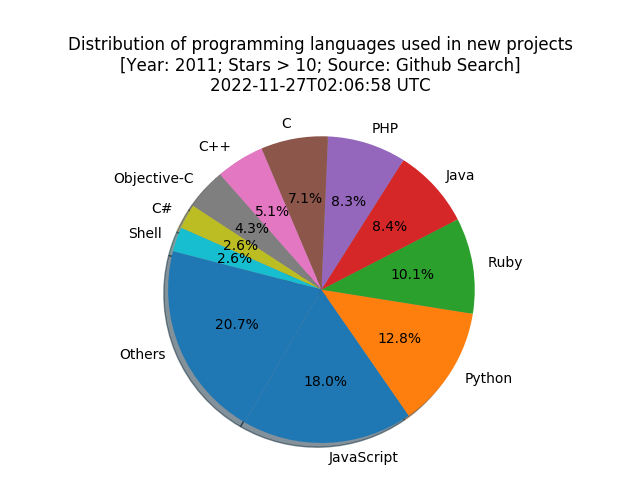 Distribution of programming languages used in new projects
[Year: 2011; Stars > 10; Source: Github Search]
2022-11-27T02:06:58 UTC
C
PHP
C++
Java
Objective-C
C#
Shell
Ruby
Others
Python
JavaScript
7.1%
8.3%
5.1%
8.4%
4.3%
2.6%
2.6%
10.1%
20.7%
12.8%
18.0%